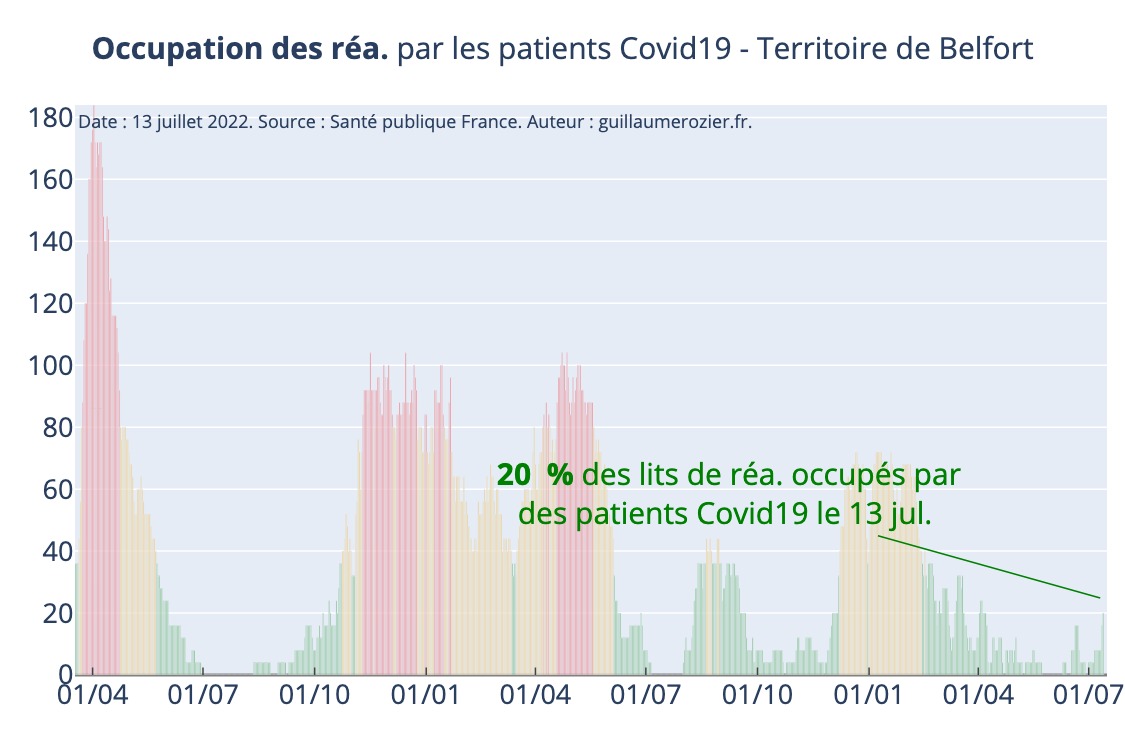 Occupation des réa. par les patients Covid19 - Territoire de Belfort
180
Date : 13 juillet 2022. Source : Santé publique France. Auteur : guillaumerozier.fr.
160
140
120
100
80
20 % des lits de réa. occupés par
60
des patients Covid19 le 13 jul.
40
20
0
01/04 01/07 01/10 01/01 01/04 01/07 01/10 01/01 01/04 01/07